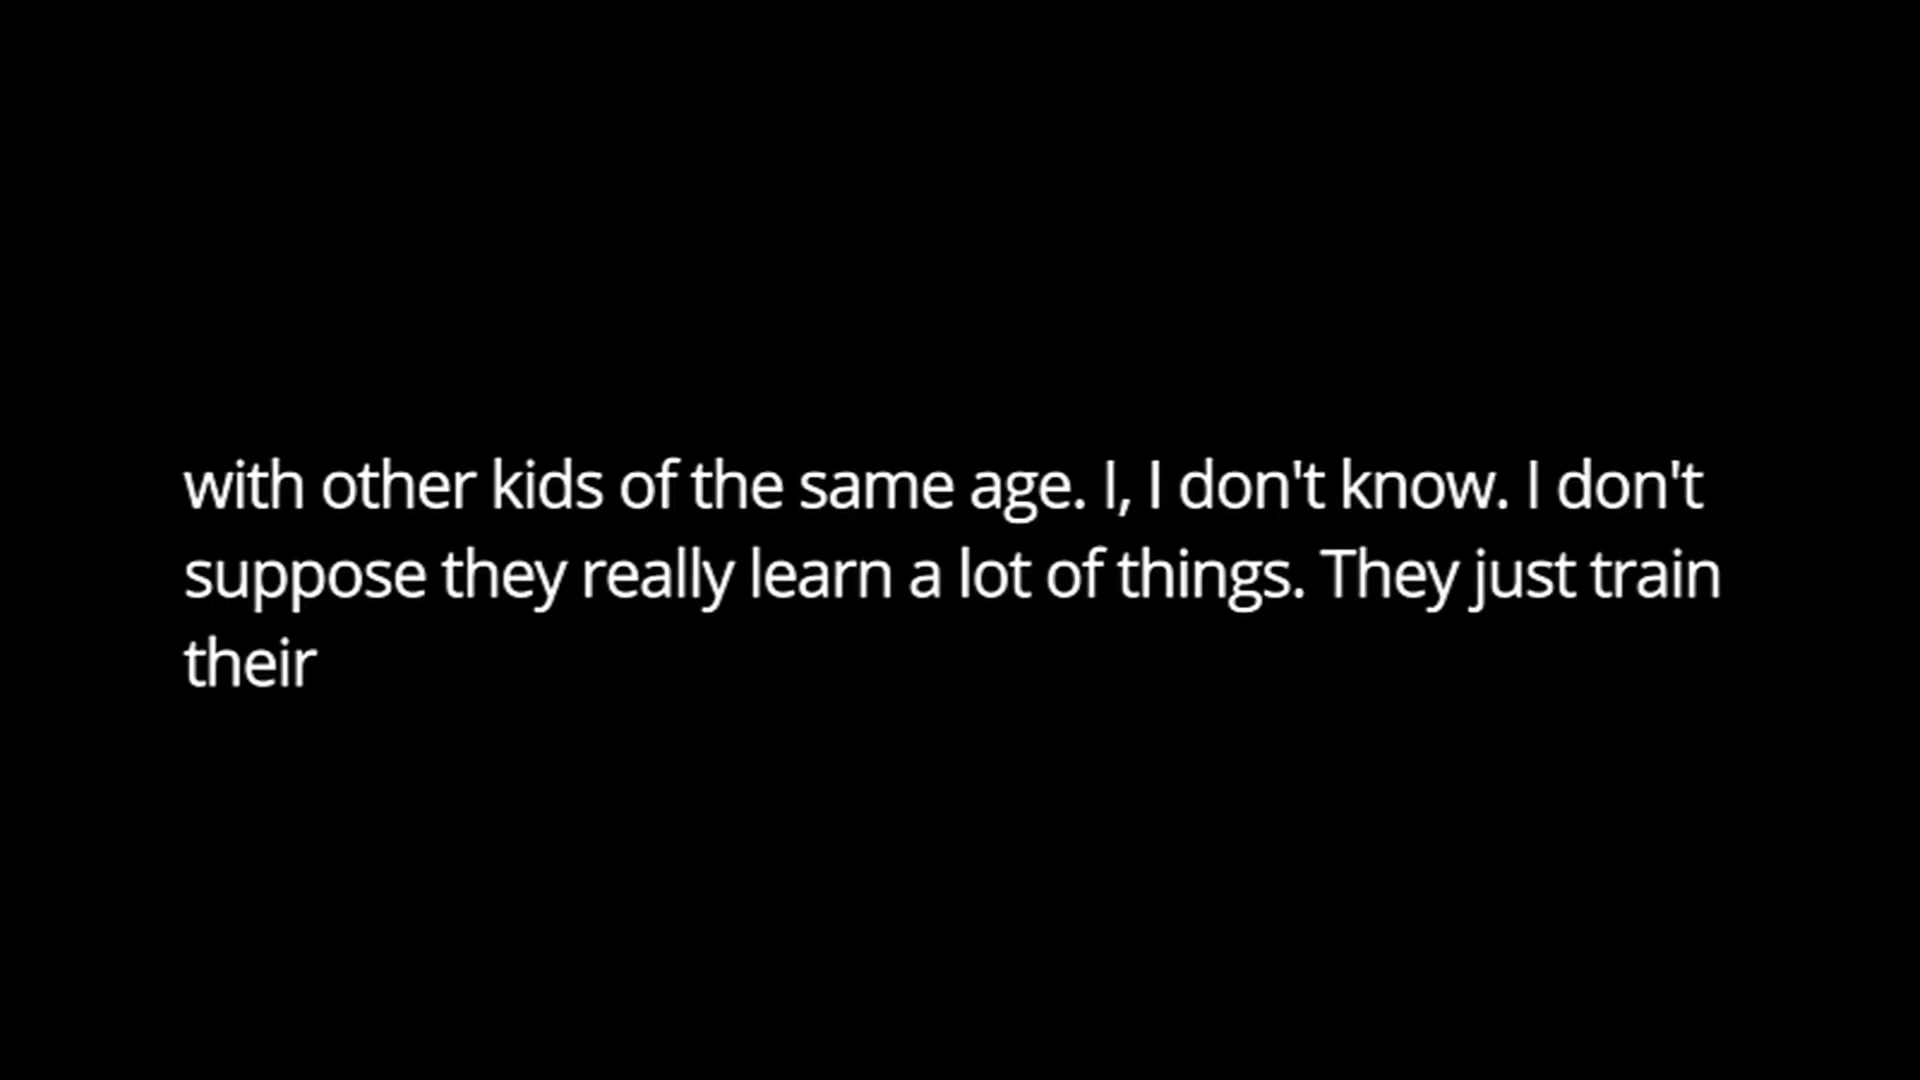 with other kids of the same age. I, I don't know. I don't
suppose they really learn a lot of things. They just train
their